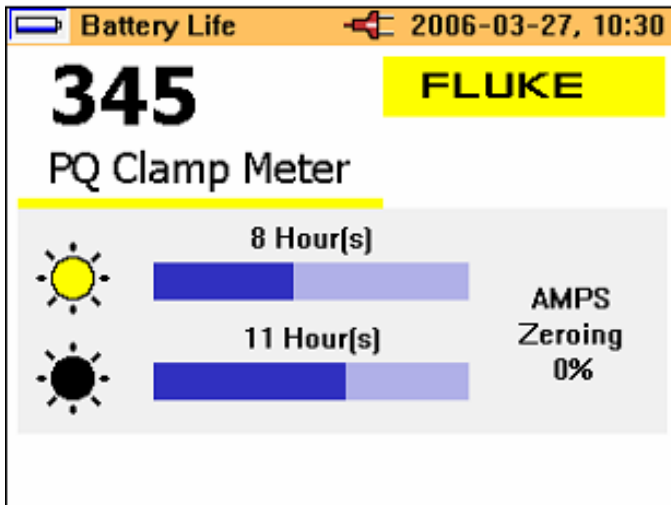 Battery Life 2006-03-27, 10:30
345
FLUKE
PQ Clamp Meter
8 Hour(s)
11 Hour(s)
AMPS
Zeroing
0%